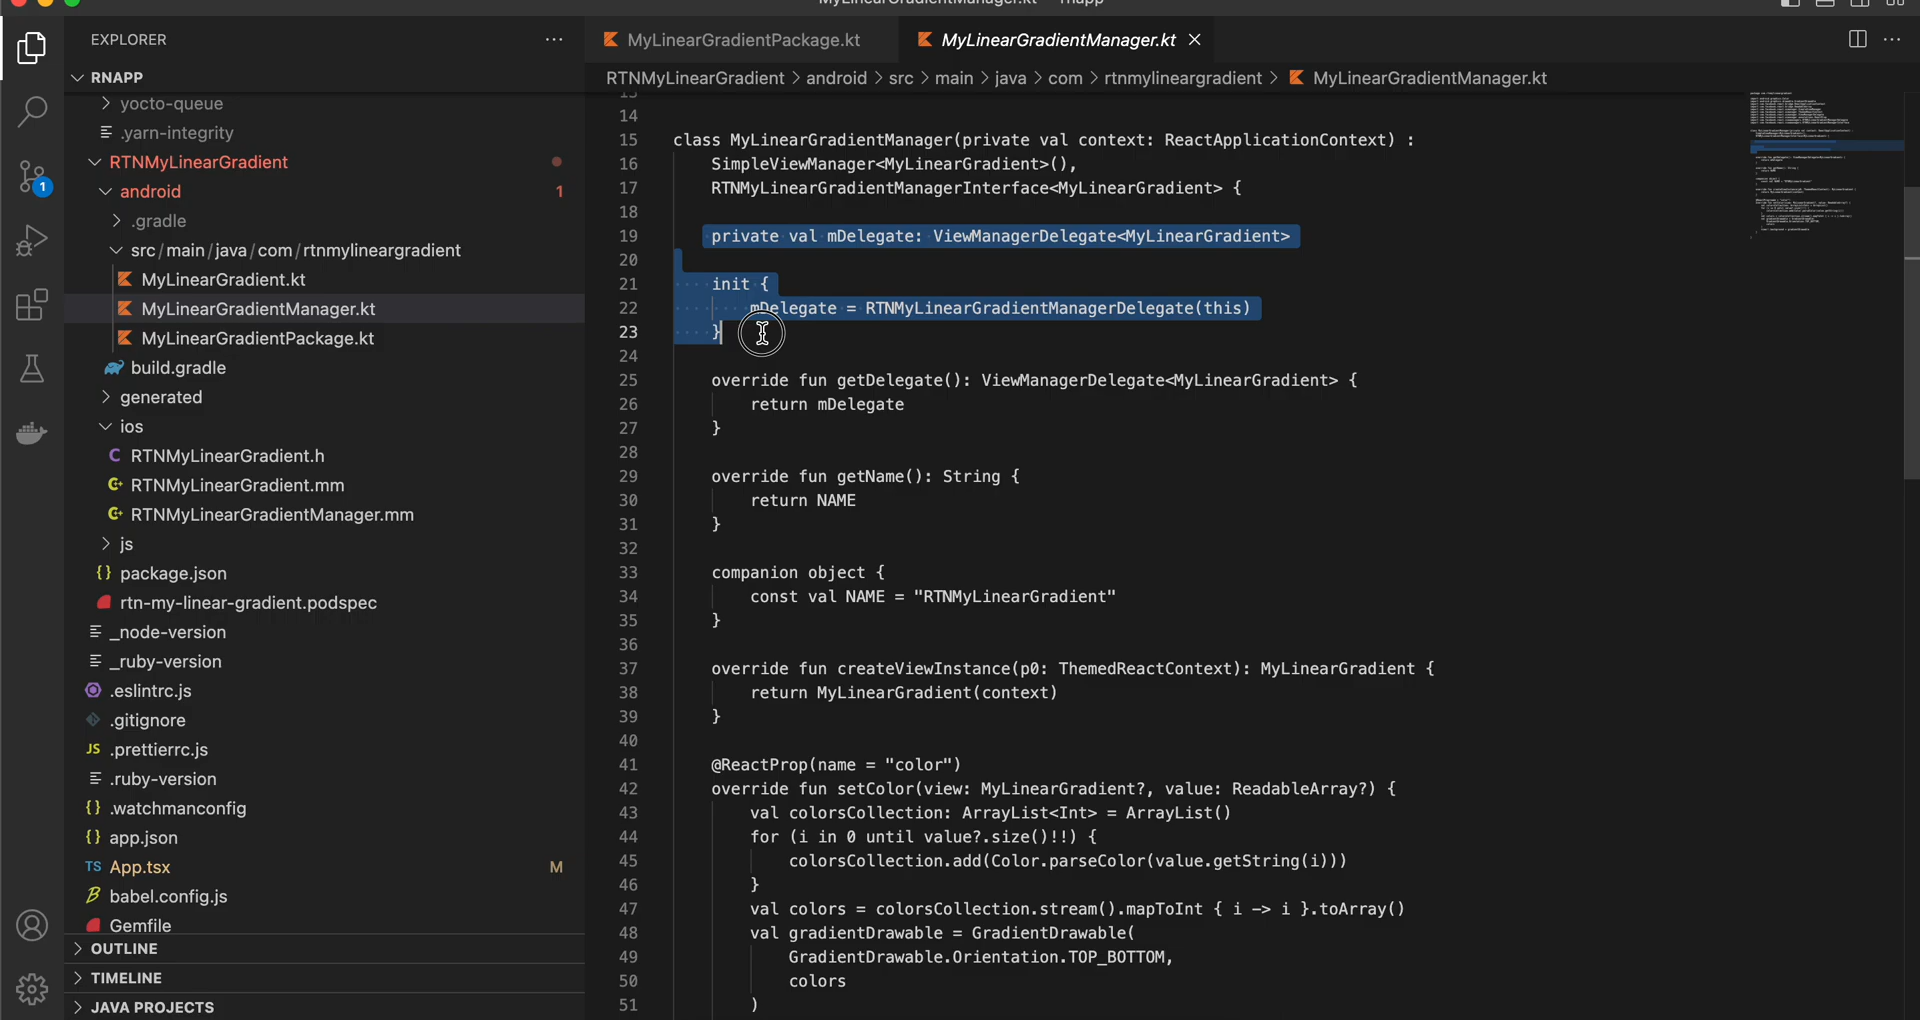 EXPLORER
RNAPP
yocto-queue
.yarn-integrity
RTNMyLinearGradient
android 1
.gradle
src/main/java/com/rtnmylineargradient
MyLinearGradient.kt
MyLinearGradientManager.kt
MyLinearGradientPackage.kt
build.gradle
generated
ios
C RTNMyLinearGradient.h
RTNMyLinearGradient.mm
RTNMyLinearGradientManager.mm
js
{} package.json
rtn-my-linear-gradient.podspec
_node-version
_ruby-version
.eslintrc.js
.gitignore
JS .prettierrc.js
.ruby-version
{} .watchmanconfig
{} app.json
TS App.tsx M
babel.config.js
Gemfile
OUTLINE
TIMELINE
JAVA PROJECTS
1
MyLinearGradientPackage.kt
MyLinearGradientManager.kt
RTNMyLinearGradient > android > src > main > java > com > rtnmylineargradient > MyLinearGradientManager.kt
14
15 class MyLinearGradientManager(private val context: ReactApplicationContext) :
16 SimpleViewManager<MyLinearGradient>(),
17 RTNMyLinearGradientManagerInterface<MyLinearGradient> {
18
19 private val mDelegate: ViewManagerDelegate<MyLinearGradient>
20
21 init {
22 mDelegate = RTNMyLinearGradientManagerDelegate(this)
23 }
24
25 override fun getDelegate(): ViewManagerDelegate<MyLinearGradient> {
26 return mDelegate
27 }
28
29 override fun getName(): String {
30 return NAME
31 }
32
33 companion object {
34 const val NAME = "RTNMyLinearGradient"
35 }
36
37 override fun createViewInstance(p0: ThemedReactContext): MyLinearGradient {
38 return MyLinearGradient(context)
39 }
40
41 @ReactProp(name = "color")
42 override fun setColor(view: MyLinearGradient?, value: ReadableArray?) {
43 val colorsCollection: ArrayList<Int> = ArrayList()
44 for (i in 0 until value?.size()!!) {
45 colorsCollection.add(Color.parseColor(value.getString(i)))
46 }
47 val colors = colorsCollection.stream().mapToInt { i -> i }.toArray()
48 val gradientDrawable = GradientDrawable(
49 GradientDrawable.Orientation.TOP_BOTTOM,
50 colors
51 )